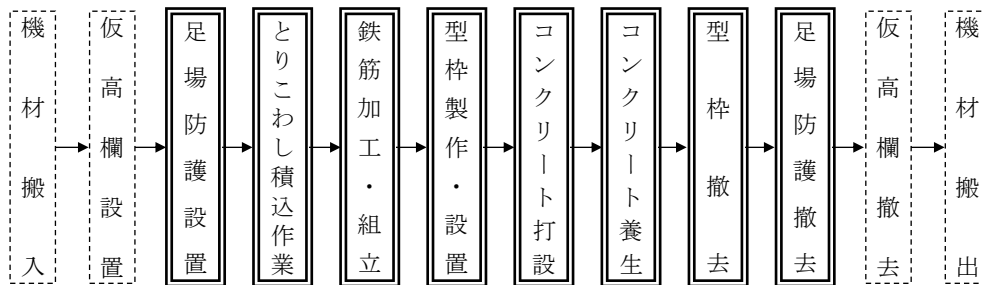 機材搬入
仮高欄設置
足場防護設置
とりこわし積込作業
鉄筋加工・組立
型枠製作・設置
コンクリート打設
コンクリート養生
型枠撤去
足場防護撤去
仮高欄撤去
機材搬出